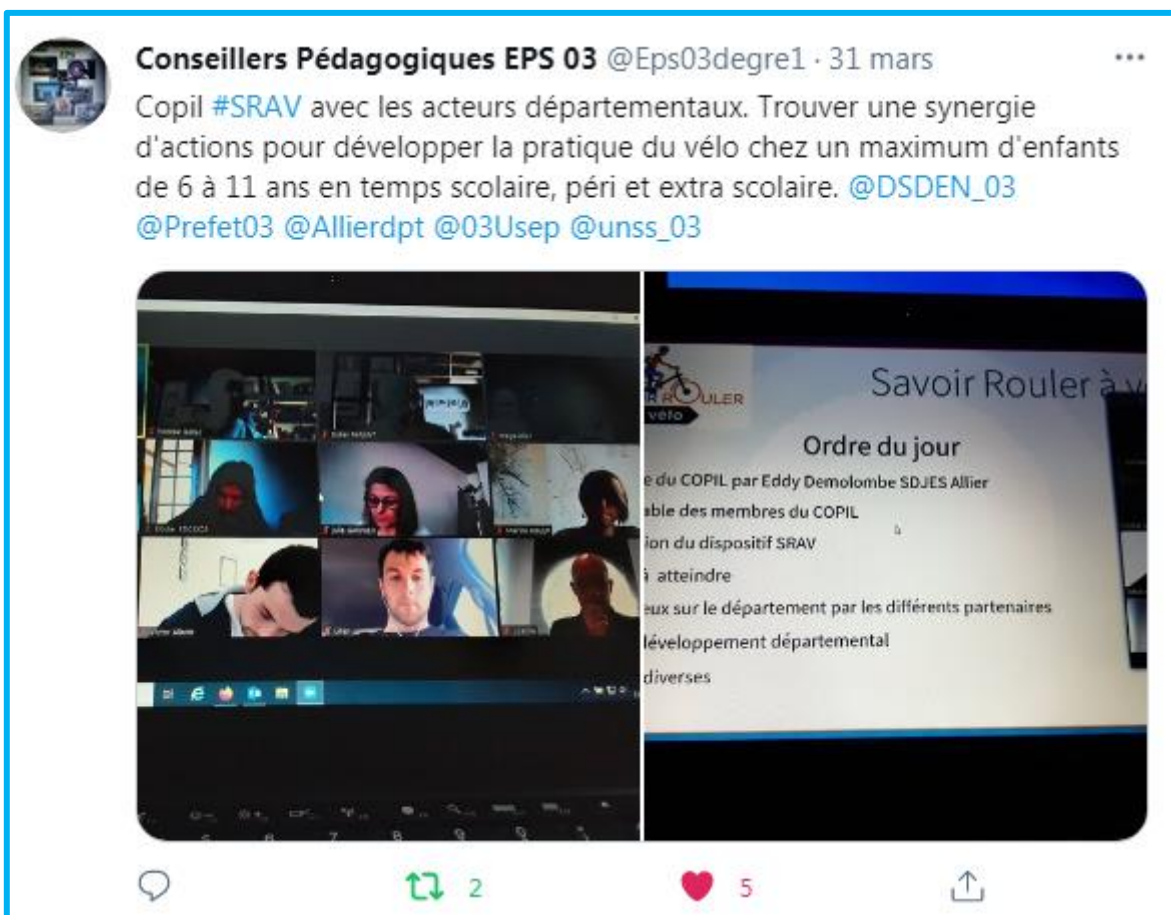 Conseillers Pédagogiques EPS 03 @Eps03degre1 · 31 mars
Copil #SRAV avec les acteurs départementaux. Trouver une synergie
d'actions pour développer la pratique du vélo chez un maximum d'enfants
de 6 à 11 ans en temps scolaire, péri et extra scolaire. @DSDEN_03
@Prefet03 @Allierdpt @03Usep @unss_03
R ROULER
vélo
Savoir Rouler à v
Ordre du jour
e du COPIL par Eddy Demolombe SDJES Allier
able des membres du COPIL
ion du dispositif SRAV
à atteindre
eux sur le département par les différents partenaires
développement départemental
diverses
2
5